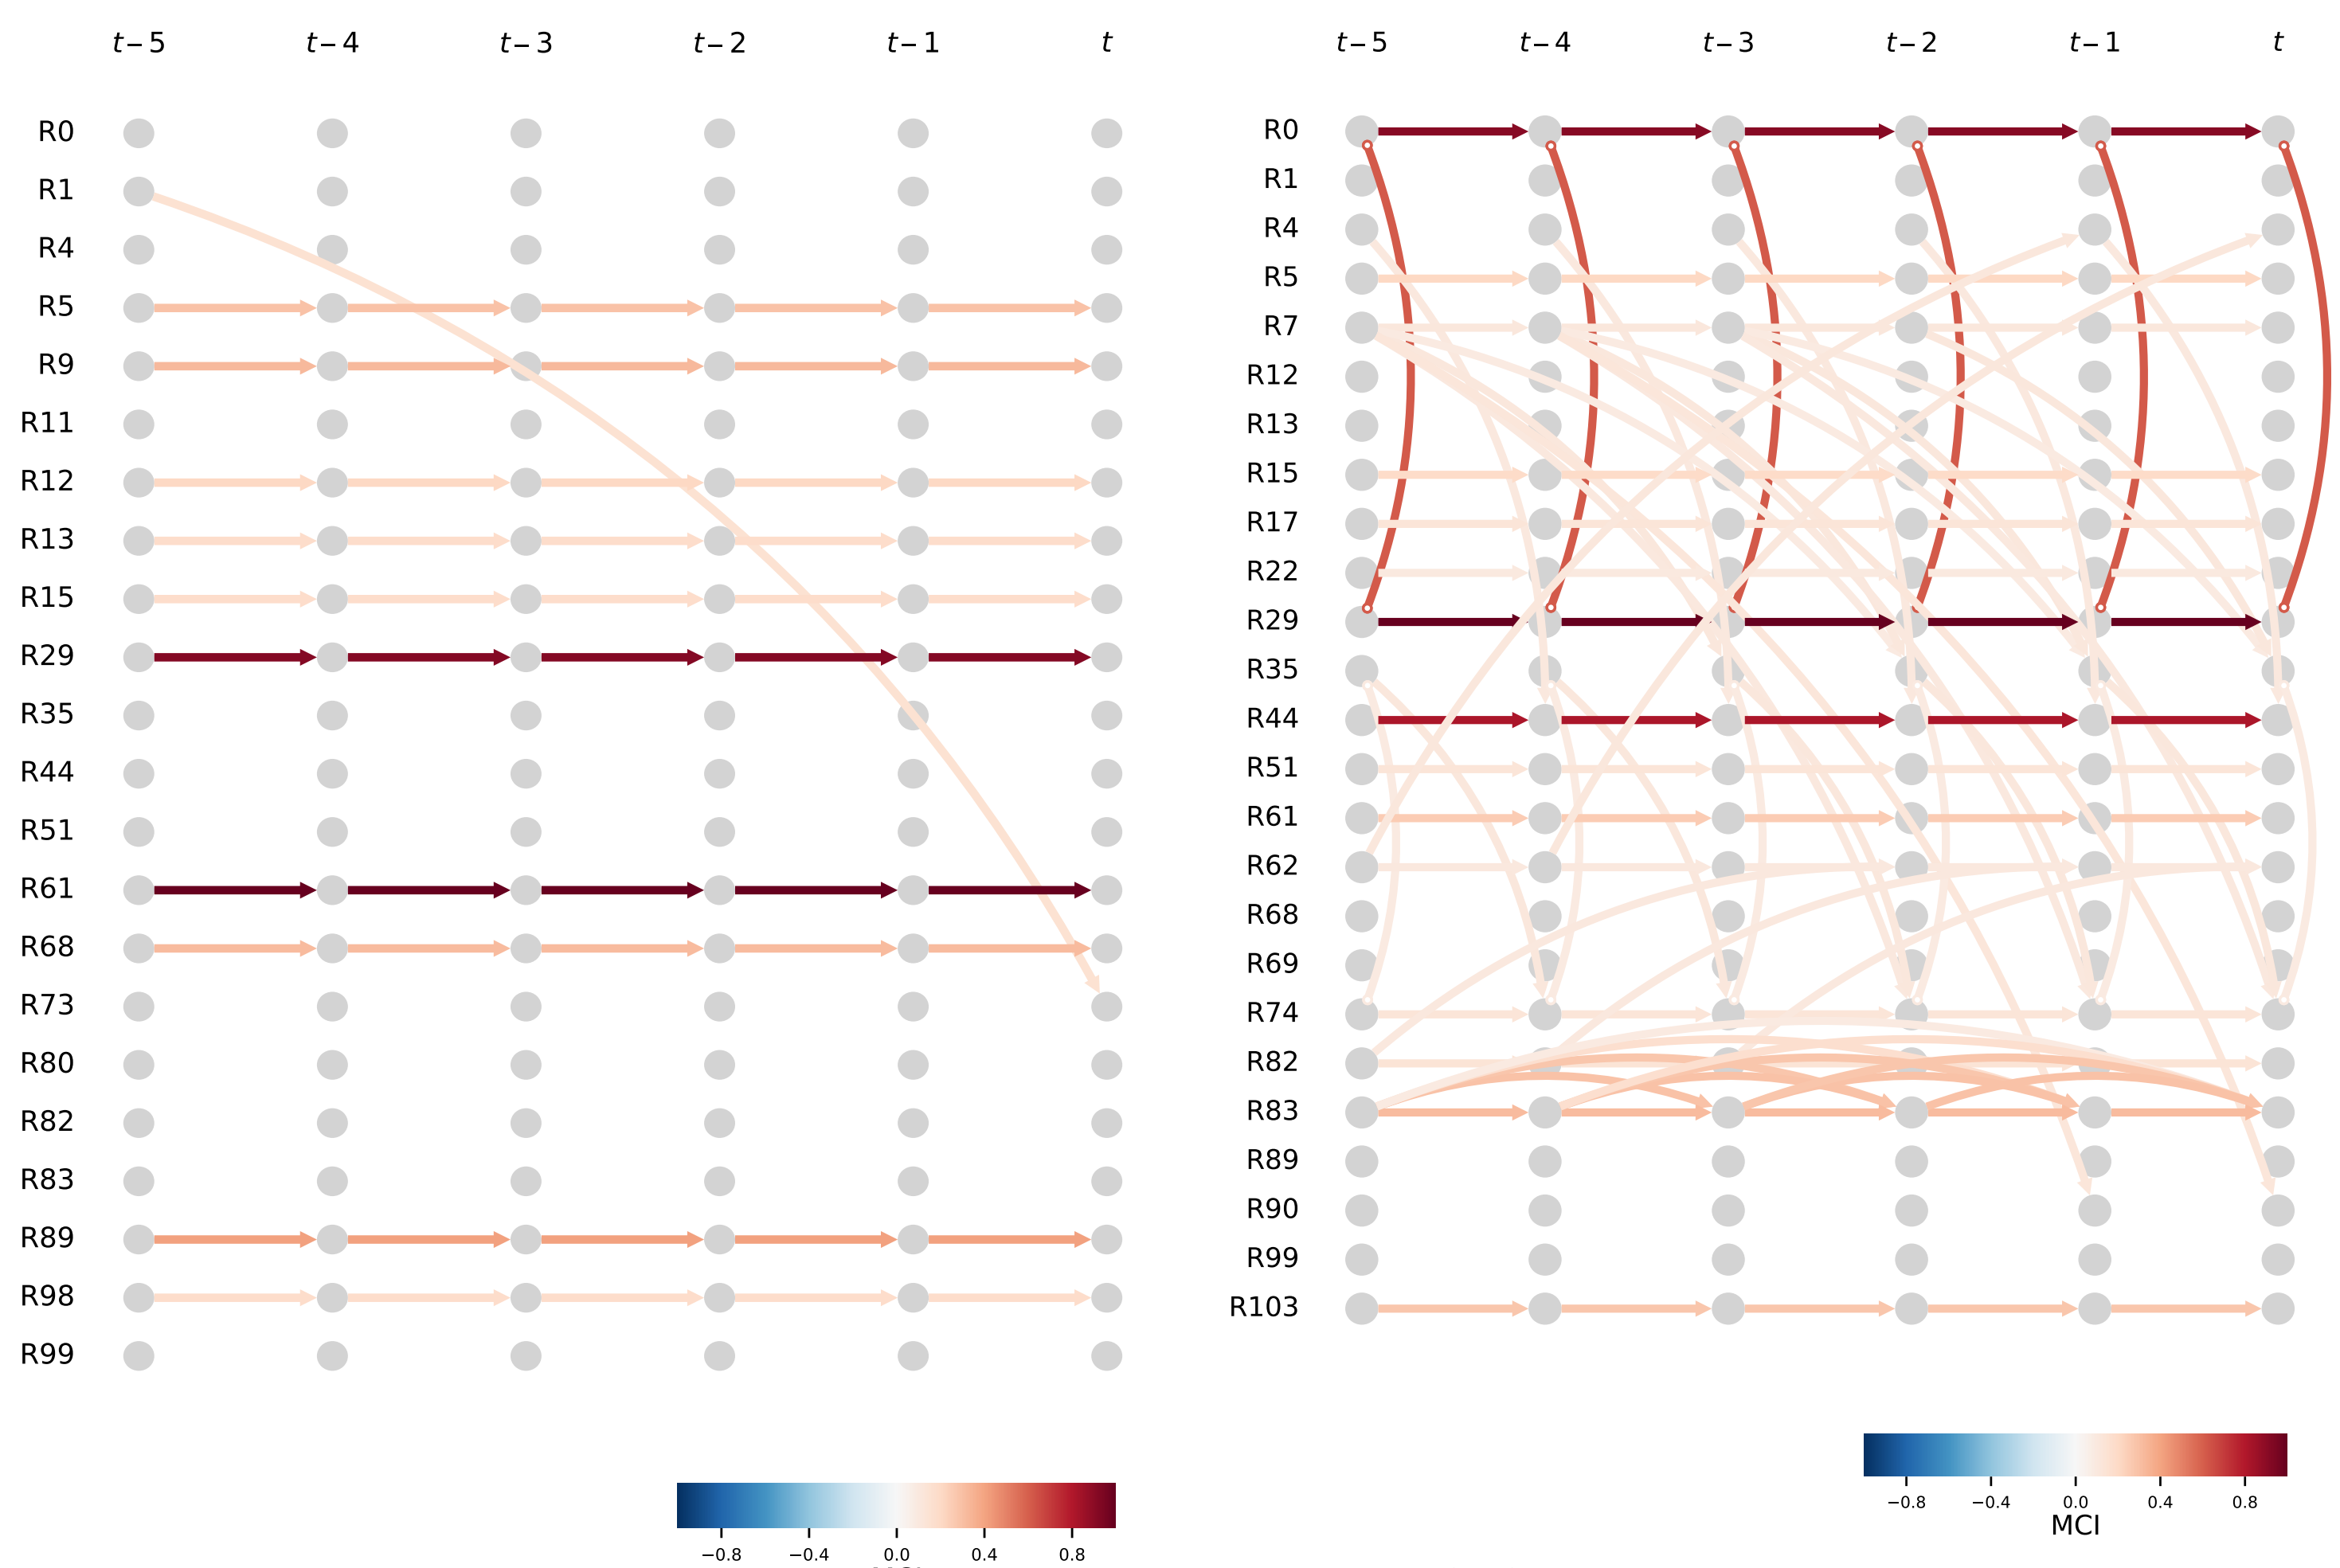 t−5 t−4 t−3 t−2 t−1 t
R0
R1
R4
R5
R9
R11
R12
R13
R15
R29
R35
R44
R51
R61
R68
R73
R80
R82
R83
R89
R98
R99
−0.8 −0.4 0.0 0.4 0.8
t−5 t−4 t−3 t−2 t−1 t
R0
R1
R4
R5
R7
R12
R13
R15
R17
R22
R29
R35
R44
R51
R61
R62
R68
R69
R74
R82
R83
R89
R90
R99
R103
−0.8 −0.4 0.0 0.4 0.8
MCI